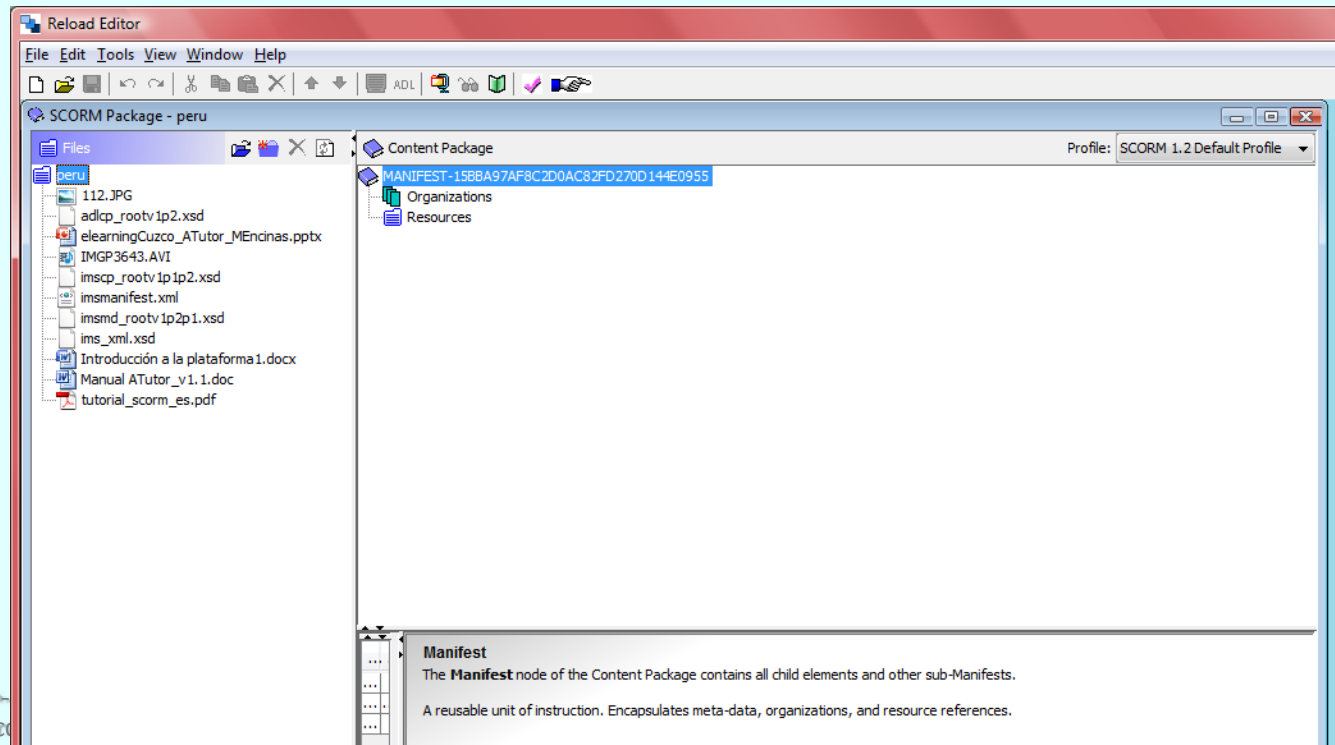 Reload Editor
File Edit Tools View Window Help
ADL
SCORM Package - peru
Files
Content Package
Profile: SCORM 1.2 Default Profile
peru
112.JPG
adlcp_rootv1p2.xsd
elearningCuzco_ATutor_MEncinas.pptx
IMGP3643.AVI
imscp_rootv1p1p2.xsd
imsmanifest.xml
imsmd_rootv1p2p1.xsd
ims_xml.xsd
Introducción a la plataforma1.docx
Manual ATutor_v1.1.doc
tutorial_scorm_es.pdf
MANIFEST-15BBA97AF8C2D0AC82FD270D144E0955
Organizations
Resources
...
...
...
...
Manifest
The Manifest node of the Content Package contains all child elements and other sub-Manifests.
A reusable unit of instruction. Encapsulates meta-data, organizations, and resource references.